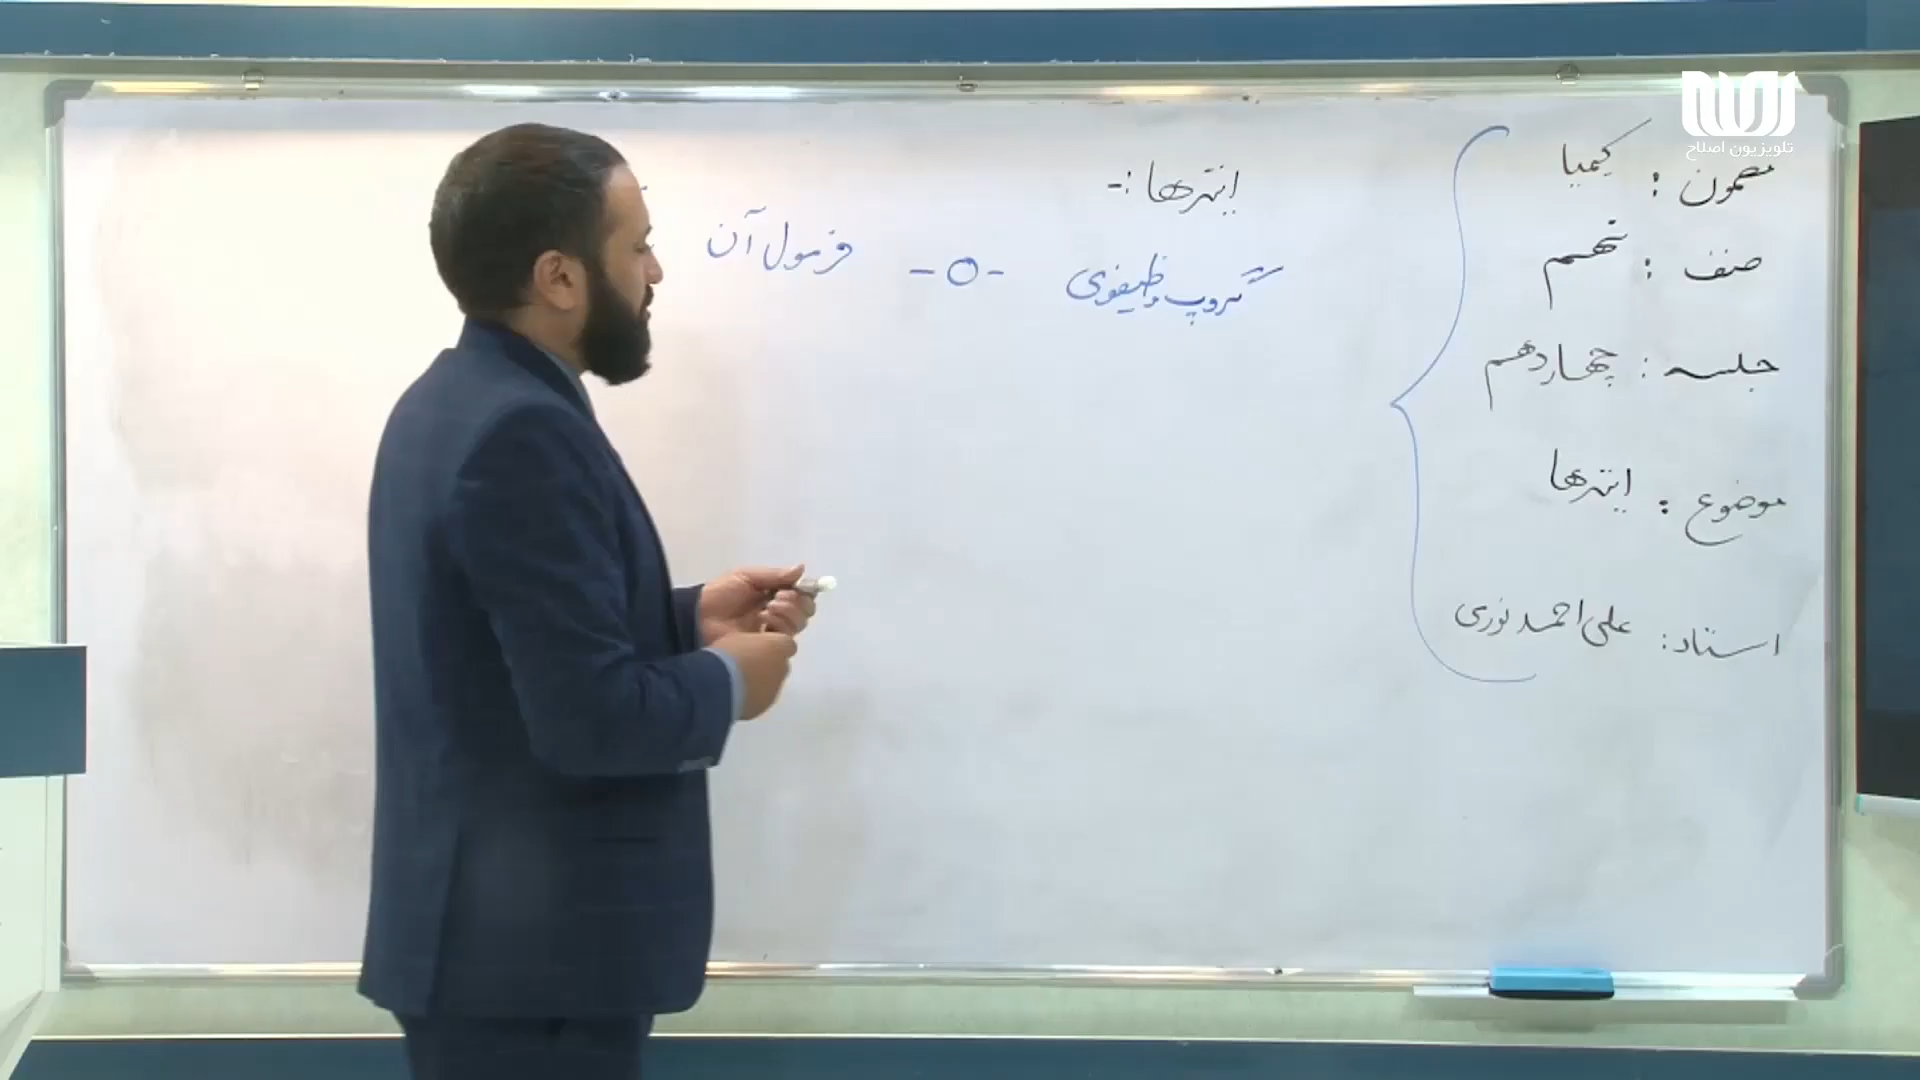 تلویزیون اصلاح
مضمون : کیمیا
صنف : نهم
جلسه : چهاردهم
موضوع : ایترها
استاد : علی احمد نوری
ایترها :-
گروپ وظیفوی -O- فرمول آن